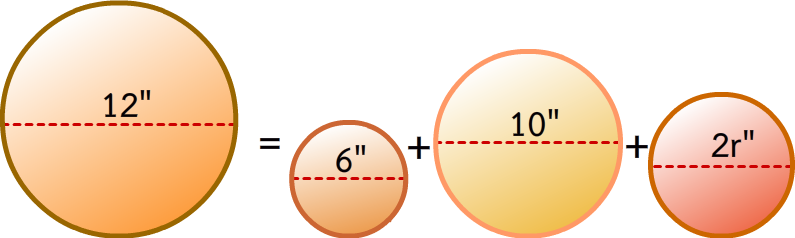 12" = 6" + 10" + 2r"